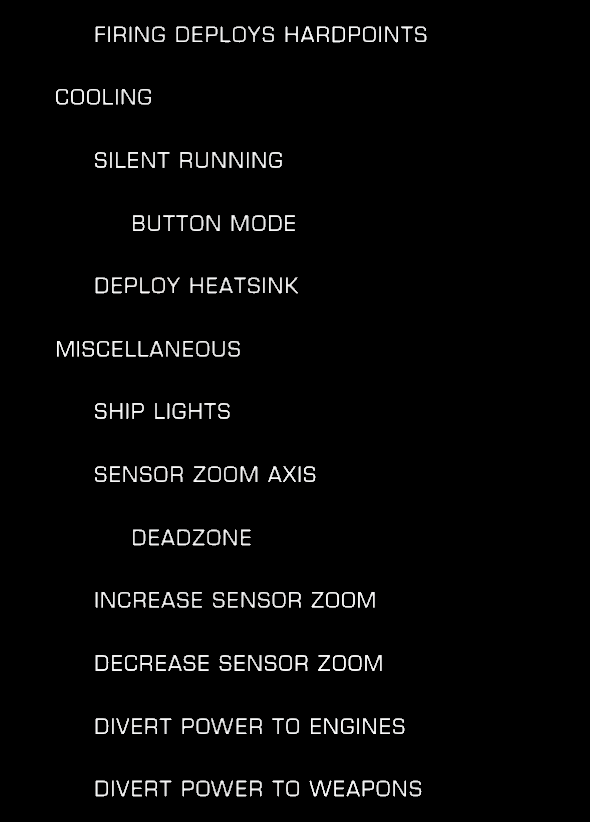 FIRING DEPLOYS HARDPOINTS
COOLING
SILENT RUNNING
BUTTON MODE
DEPLOY HEATSINK
MISCELLANEOUS
SHIP LIGHTS
SENSOR ZOOM AXIS
DEADZONE
INCREASE SENSOR ZOOM
DECREASE SENSOR ZOOM
DIVERT POWER TO ENGINES
DIVERT POWER TO WEAPONS